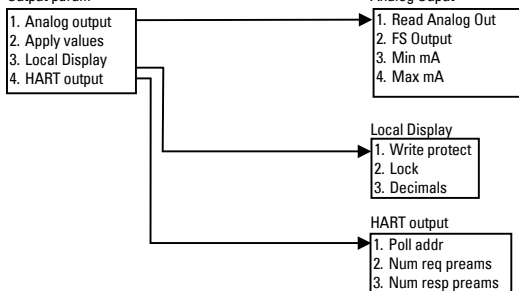 Output param
1. Analog output
2. Apply values
3. Local Display
4. HART output
Analog Output
1. Read Analog Out
2. FS Output
3. Min mA
4. Max mA
Local Display
1. Write protect
2. Lock
3. Decimals
HART output
1. Poll addr
2. Num req preams
3. Num resp preams